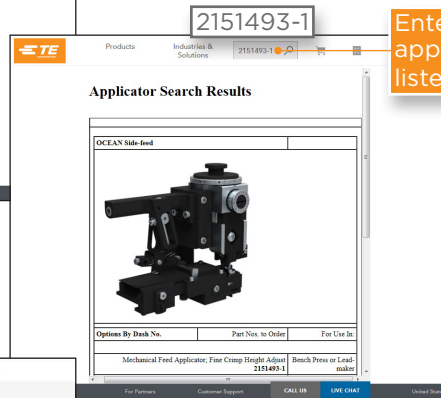 2151493-1
Ente
app
liste
TE
Products
Industries &
Solutions
2151493-1
Applicator Search Results
OCEAN Side-feed
Options By Dash No. Part Nos. to Order For Use In:
Mechanical Feed Applicator; Fine Crimp Height Adjust Bench Press or Lead-
2151493-1 maker
For Partners Customer Support CALL US LIVE CHAT United State